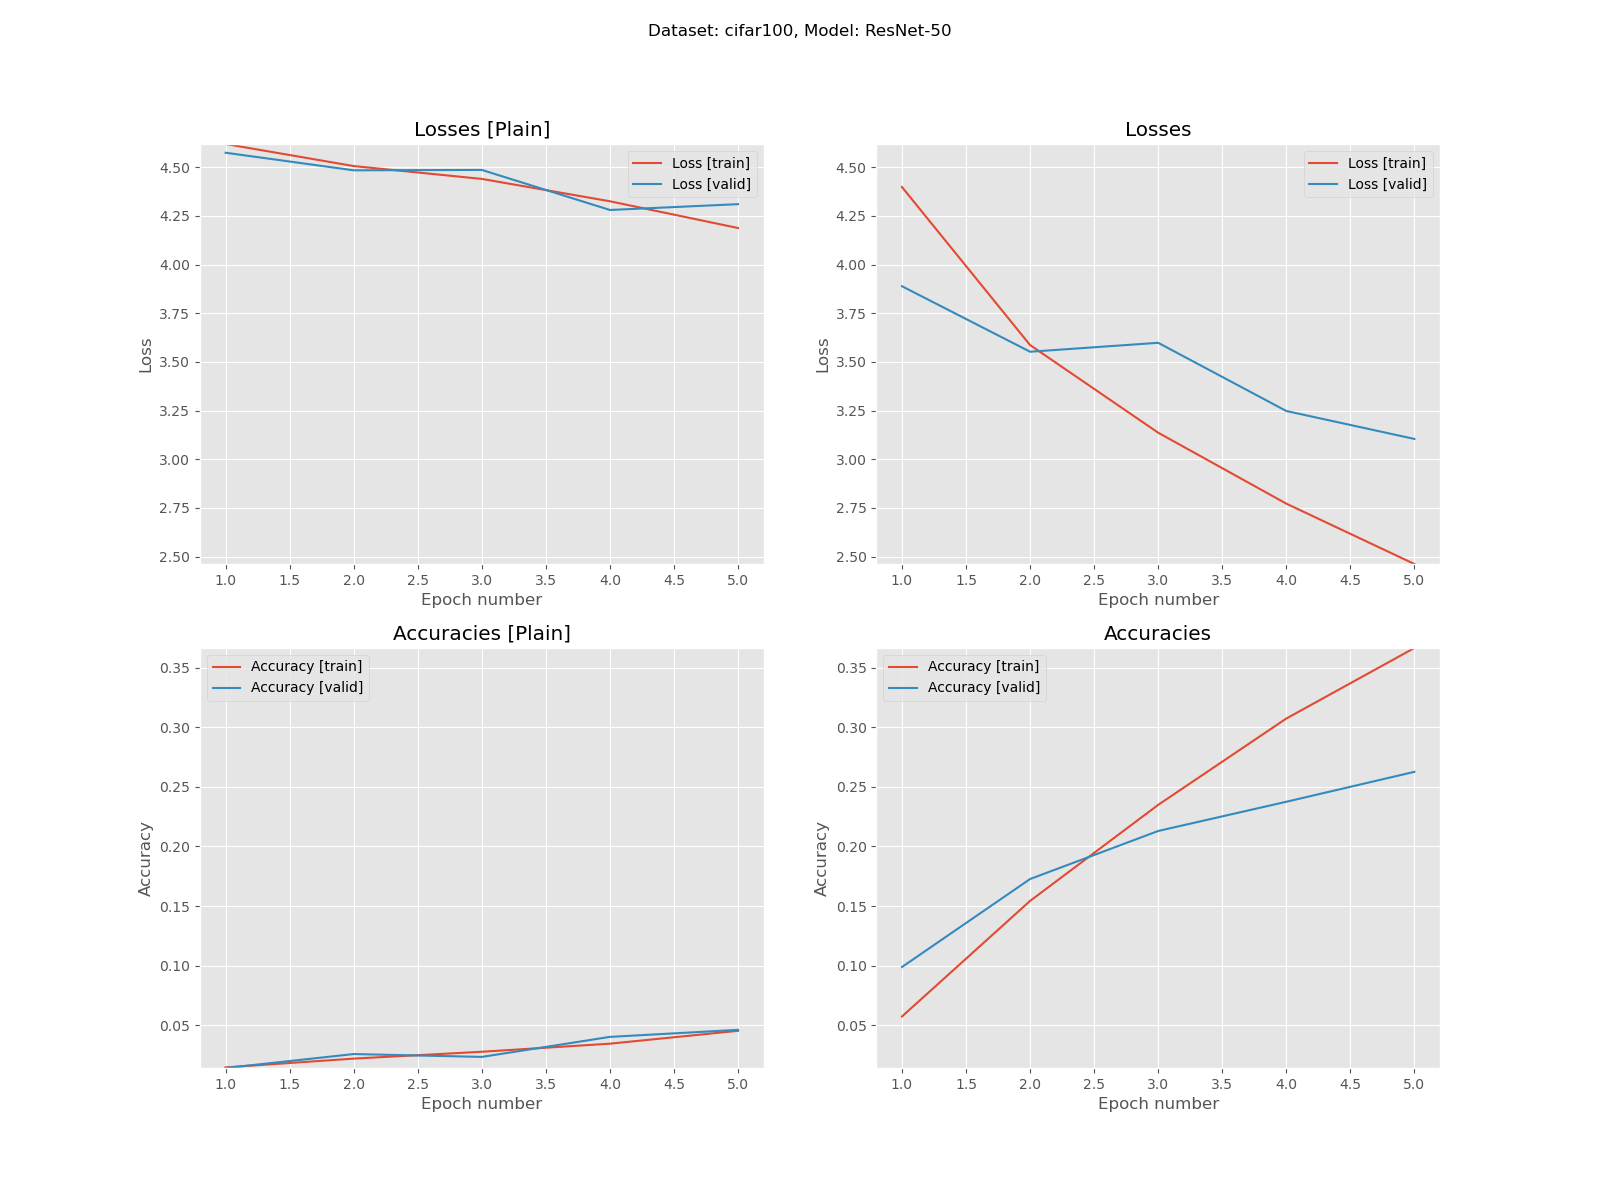 Dataset: cifar100, Model: ResNet-50
Losses [Plain]
4.50
4.25
4.00
3.75
3.50
3.25
3.00
2.75
2.50
Loss
Loss [train]
Loss [valid]
1.0 1.5 2.0 2.5 3.0 3.5 4.0 4.5 5.0
Epoch number
Losses
4.50
4.25
4.00
3.75
3.50
3.25
3.00
2.75
2.50
Loss
Loss [train]
Loss [valid]
1.0 1.5 2.0 2.5 3.0 3.5 4.0 4.5 5.0
Epoch number
Accuracies [Plain]
0.35
0.30
0.25
0.20
0.15
0.10
0.05
Accuracy
Accuracy [train]
Accuracy [valid]
1.0 1.5 2.0 2.5 3.0 3.5 4.0 4.5 5.0
Epoch number
Accuracies
0.35
0.30
0.25
0.20
0.15
0.10
0.05
Accuracy
Accuracy [train]
Accuracy [valid]
1.0 1.5 2.0 2.5 3.0 3.5 4.0 4.5 5.0
Epoch number